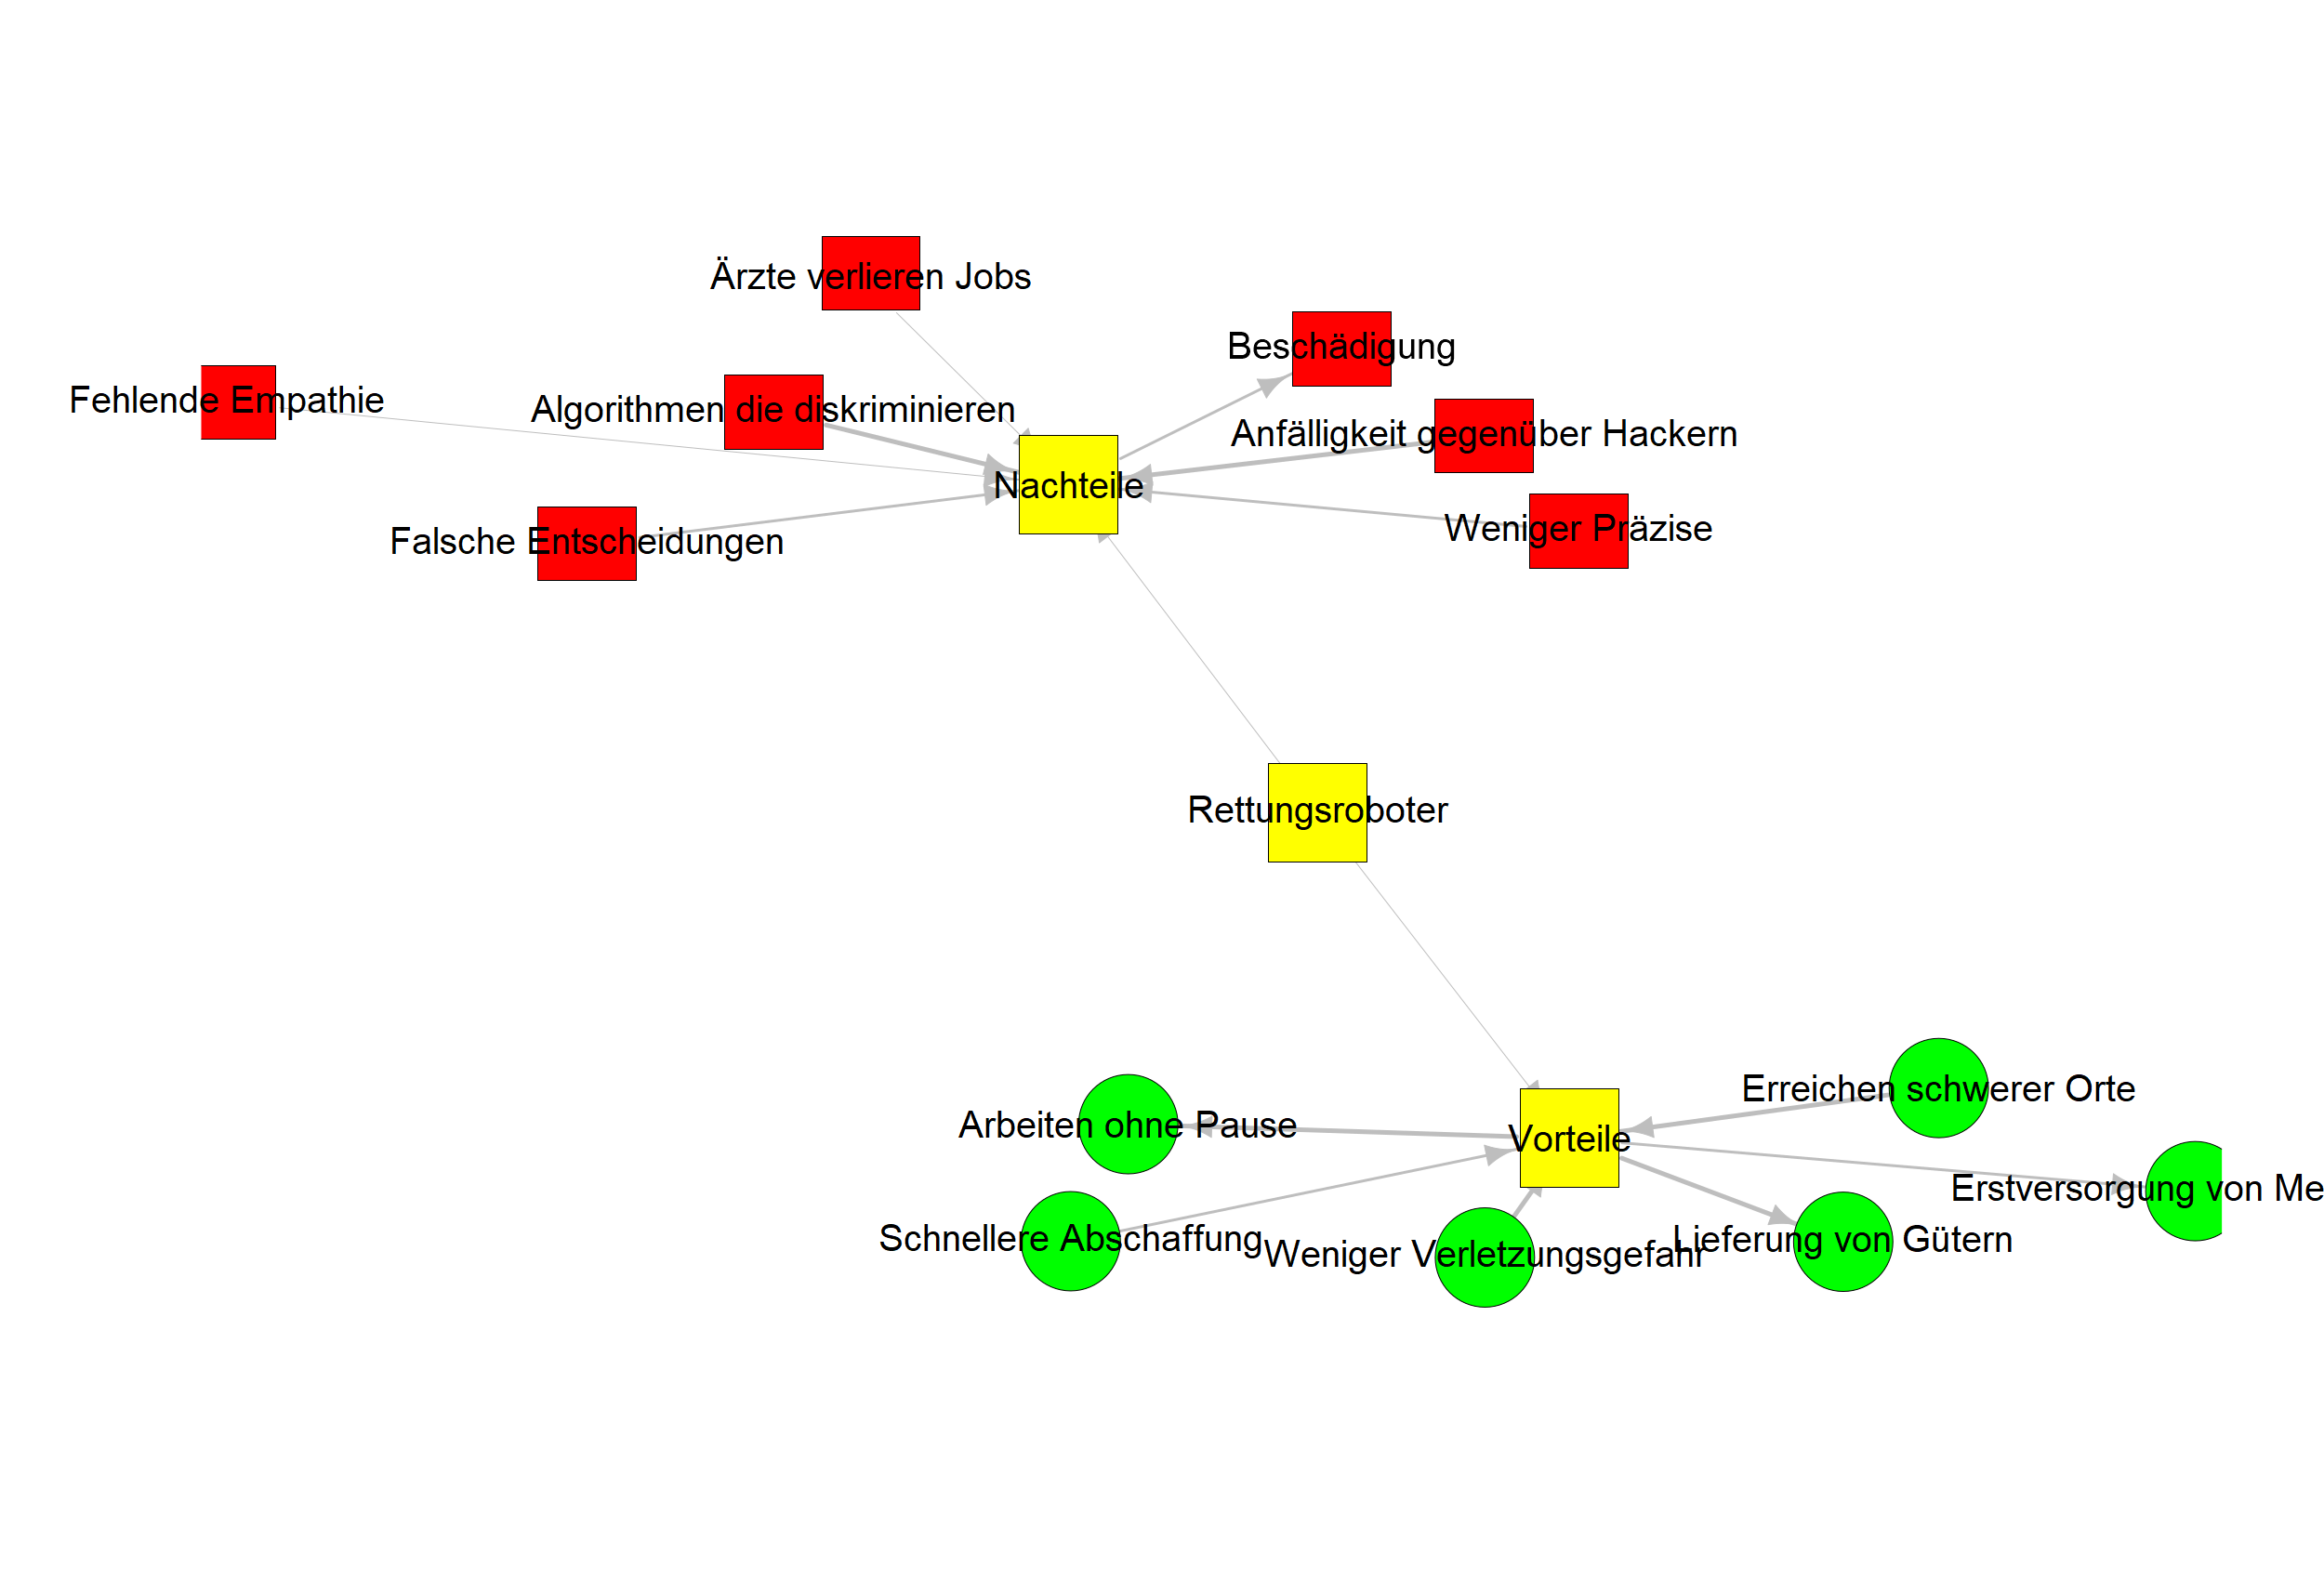 Ärzte verlieren Jobs
Beschädigung
Fehlende Empathie
Algorithmen die diskriminieren
Anfälligkeit gegenüber Hackern
Nachteile
Weniger Präzise
Falsche Entscheidungen
Rettungsroboter
Erreichen schwerer Orte
Arbeiten ohne Pause
Vorteile
Erstversorgung von Me
Schnellere Abschaffung
Lieferung von Gütern
Weniger Verletzungsgefahr